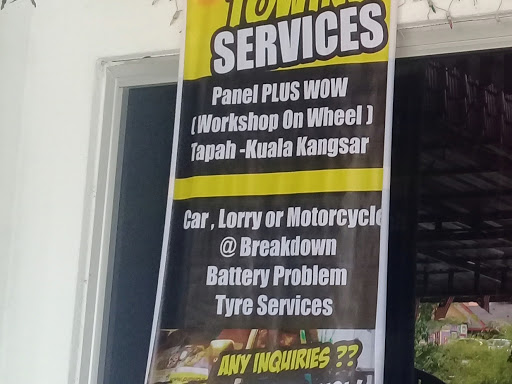 TOWING
SERVICES
Panel PLUS WOW
( Workshop On Wheel )
Tapah -Kuala Kangsar
Car , Lorry or Motorcycle
@ Breakdown
Battery Problem
Tyre Services
ANY INQUIRIES ??